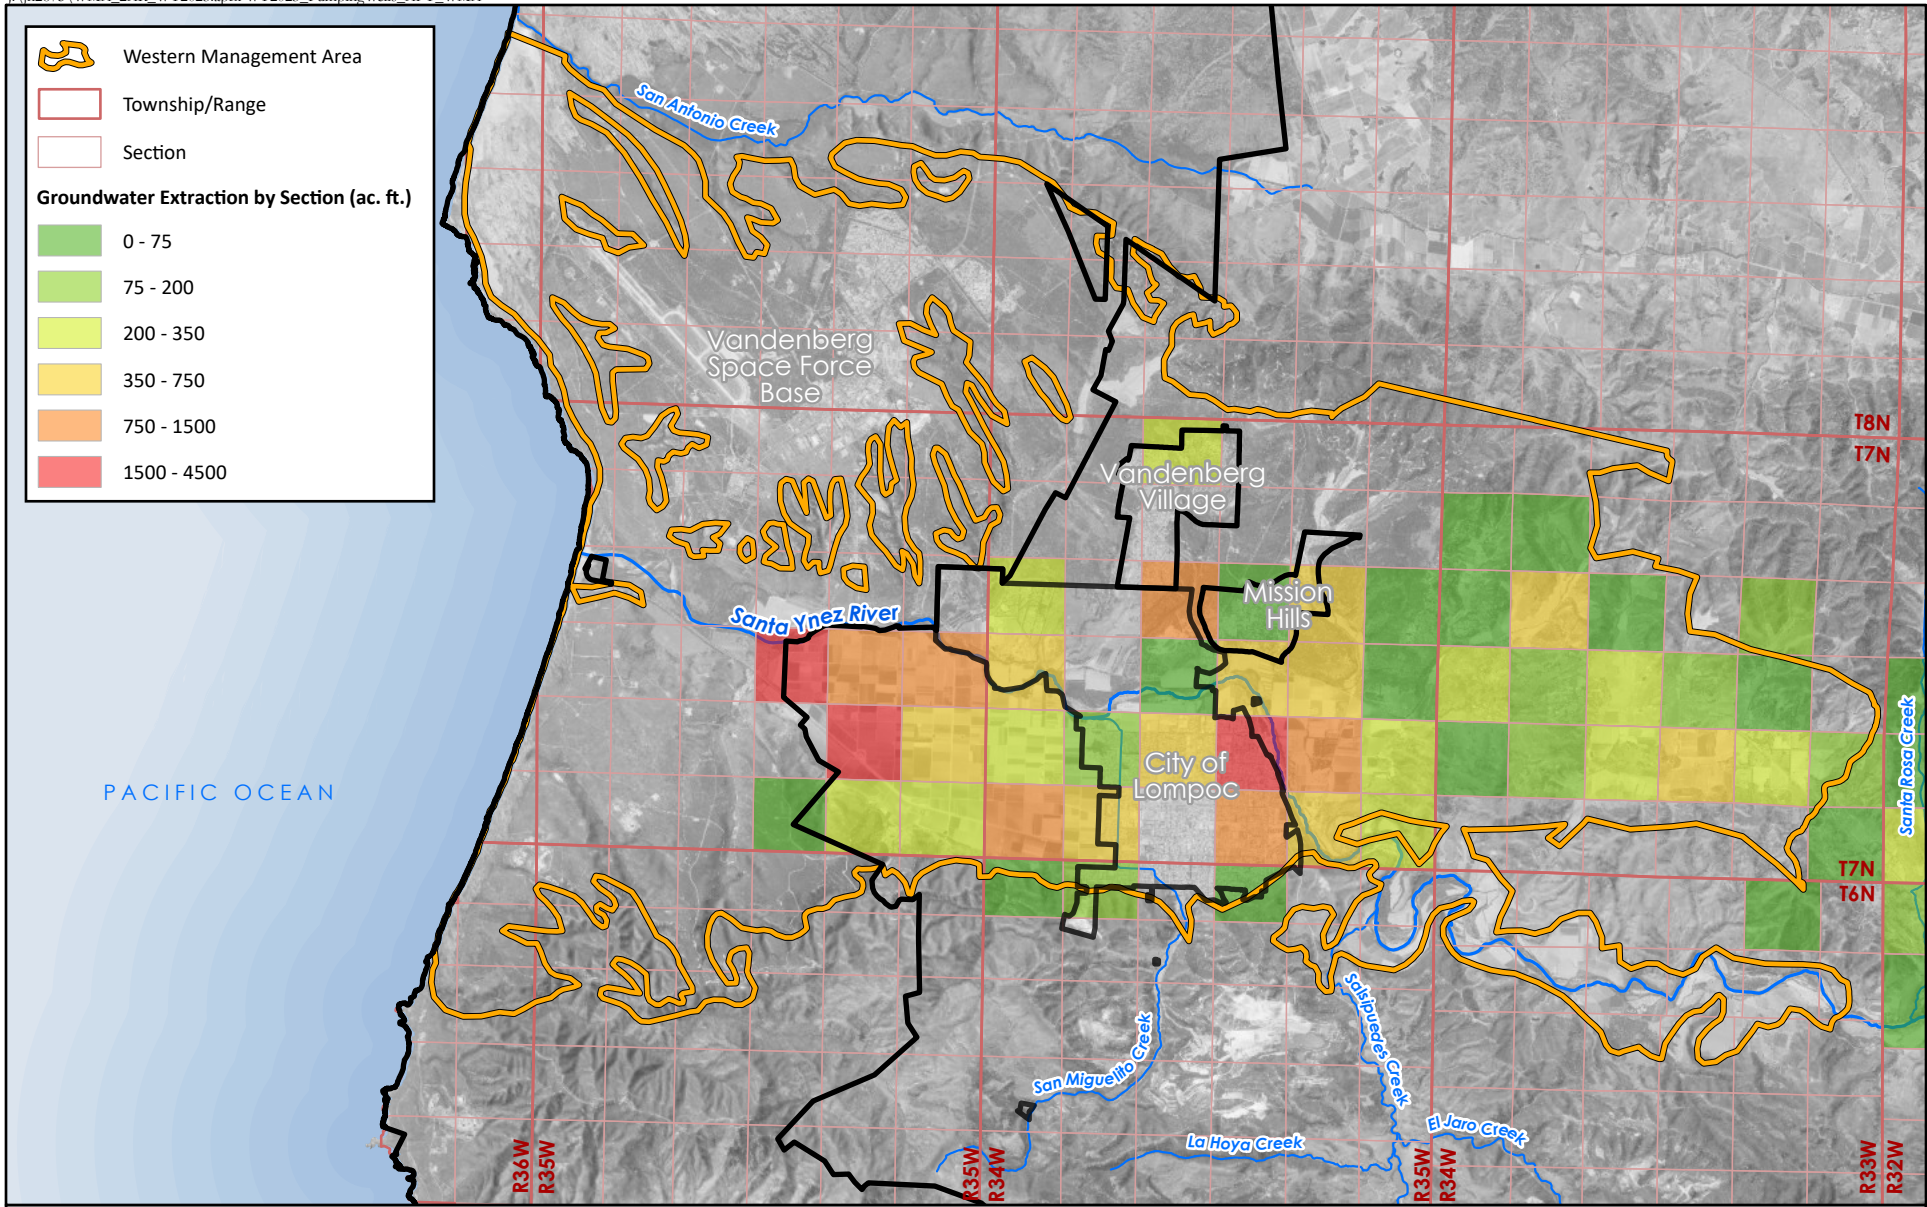 Western Management Area
Township/Range
Section
Groundwater Extraction by Section (ac. ft.)
0 - 75
75 - 200
200 - 350
350 - 750
750 - 1500
1500 - 4500
San Antonio Creek
Vandenberg
Space Force
Base
T8N
T7N
Vandenberg
Village
Mission
Hills
Santa Ynez River
City of
Lompoc
PACIFIC OCEAN
Santa Rosa Creek
T7N
T6N
San Miguelito Creek
Salsipuedes Creek
La Hoya Creek
El Jaro Creek
R36W
R35W
R35W
R34W
R35W
R34W
R33W
R32W